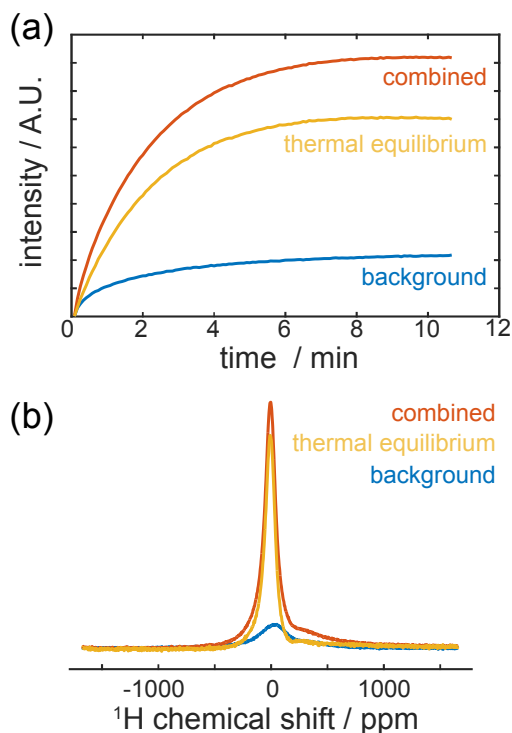 (a)
combined
thermal equilibrium
background
intensity / A.U.
0 2 4 6 8 10 12
time / min
(b)
combined
thermal equilibrium
background
-1000 0 1000
¹H chemical shift / ppm